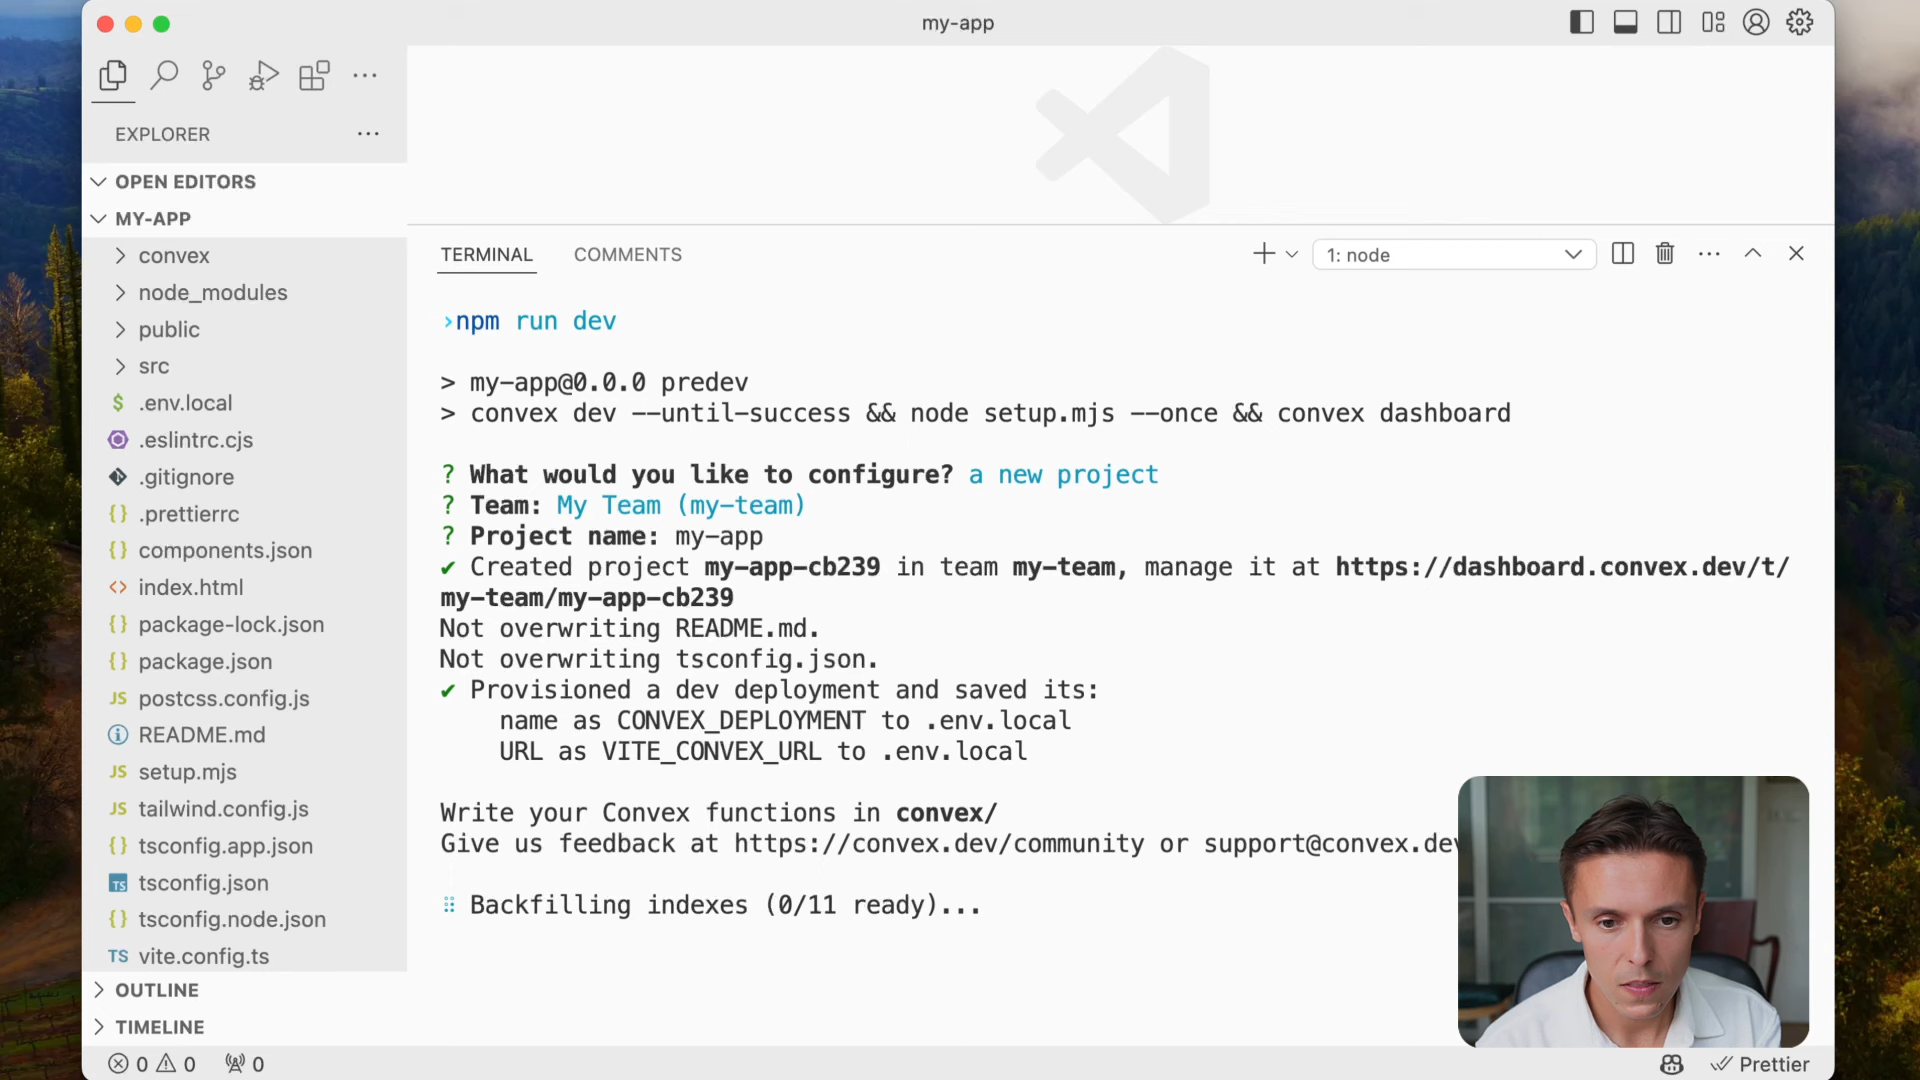 my-app
EXPLORER
OPEN EDITORS
MY-APP
convex
node_modules
public
src
.env.local
.eslintrc.cjs
.gitignore
.prettierrc
components.json
index.html
package-lock.json
package.json
postcss.config.js
README.md
setup.mjs
tailwind.config.js
tsconfig.app.json
tsconfig.json
tsconfig.node.json
vite.config.ts
OUTLINE
TIMELINE
TERMINAL
COMMENTS
1: node
›npm run dev
> my-app@0.0.0 predev
> convex dev --until-success && node setup.mjs --once && convex dashboard
? What would you like to configure? a new project
? Team: My Team (my-team)
? Project name: my-app
✔ Created project my-app-cb239 in team my-team, manage it at https://dashboard.convex.dev/t/
my-team/my-app-cb239
Not overwriting README.md.
Not overwriting tsconfig.json.
✔ Provisioned a dev deployment and saved its:
name as CONVEX_DEPLOYMENT to .env.local
URL as VITE_CONVEX_URL to .env.local
Write your Convex functions in convex/
Give us feedback at https://convex.dev/community or support@convex.dev
Backfilling indexes (0/11 ready)...
0 0 0
Prettier